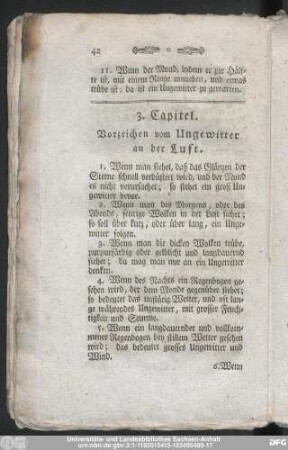 42
11. Wenn der Mond, indem er zur Hälf-
te ist, mit einem Ringe umgeben, und etwas
trübe ist; da ist ein Ungewitter zu gewarten.
3. Capitel.
Vorzeichen vom Ungewitter
an der Luft.
1. Wenn man siehet, daß das Glänzen der
Sterne schnell verdüstert wird, und der Mond
es nicht verursachet; so stehet ein groß Un-
gewitter bevor.
2. Wenn man des Morgens, oder des
Abends, feurige Wolken in der Luft siehet;
so soll über kurz, oder über lang, ein Unge-
witter folgen.
3. Wenn man die dicken Wolken trübe,
purpurfärbig oder gelblicht und langdaurend
siehet; da mag man nur an ein Ungewitter
denken.
4. Wenn des Nachts ein Regenbogen ge-
sehen wird, der dem Monde gegenüber stehet;
so bedeutet das unstätig Wetter, und oft lan-
ge währendes Ungewitter, mit grosser Feuch-
tigkeit und Sturme.
5. Wenn ein langdaurender und vollkom-
mener Regenbogen bey stillem Wetter gesehen
wird; das bedeutet grosses Ungewitter und
Wind.
6. Wenn
Universitäts- und Landesbibliothek Sachsen-Anhalt
DFG